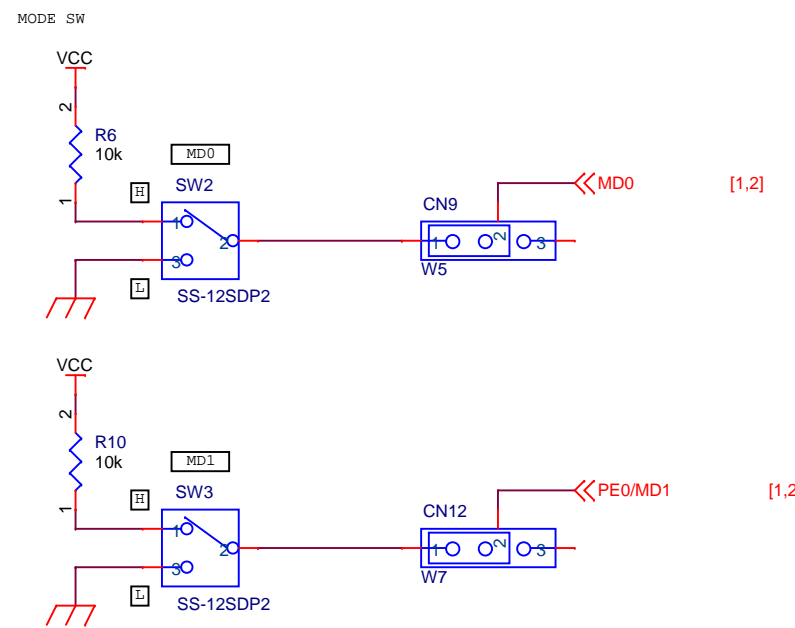 MODE SW
VCC
2
R6
10k
1
MD0
H
SW2
1
2
3
L
SS-12SDP2
CN9
1
2
3
W5
MD0
[1,2]
VCC
2
R10
10k
1
MD1
H
SW3
1
2
3
L
SS-12SDP2
CN12
1
2
3
W7
PE0/MD1
[1,2